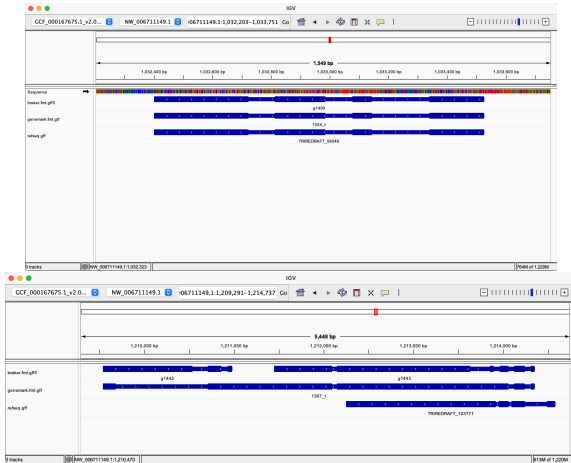 IGV
GCF_000167675.1_v2.0... NW_006711149.1 :06711149.1:1,032,203-1,033,751 Go
1,549 bp
1,032,400 bp 1,032,600 bp 1,032,800 bp 1,033,000 bp 1,033,200 bp 1,033,400 bp 1,033,600 bp
Sequence
braker.fmt.gff3
g1400
genemark.fmt.gtf
1324_t
refseq.gff
TRIREDRAFT_56048
3 tracks NW_006711149.1:1,032,323 764M of 1,220M
IGV
GCF_000167675.1_v2.0... NW_006711149.1 :06711149.1:1,209,291-1,214,737 Go
5,448 bp
1,210,000 bp 1,211,000 bp 1,212,000 bp 1,213,000 bp 1,214,000 bp
braker.fmt.gff3
g1442 g1443
genemark.fmt.gtf
1367_t
refseq.gff
TRIREDRAFT_103771
3 tracks NW_006711149.1:1,210,470 813M of 1,220M